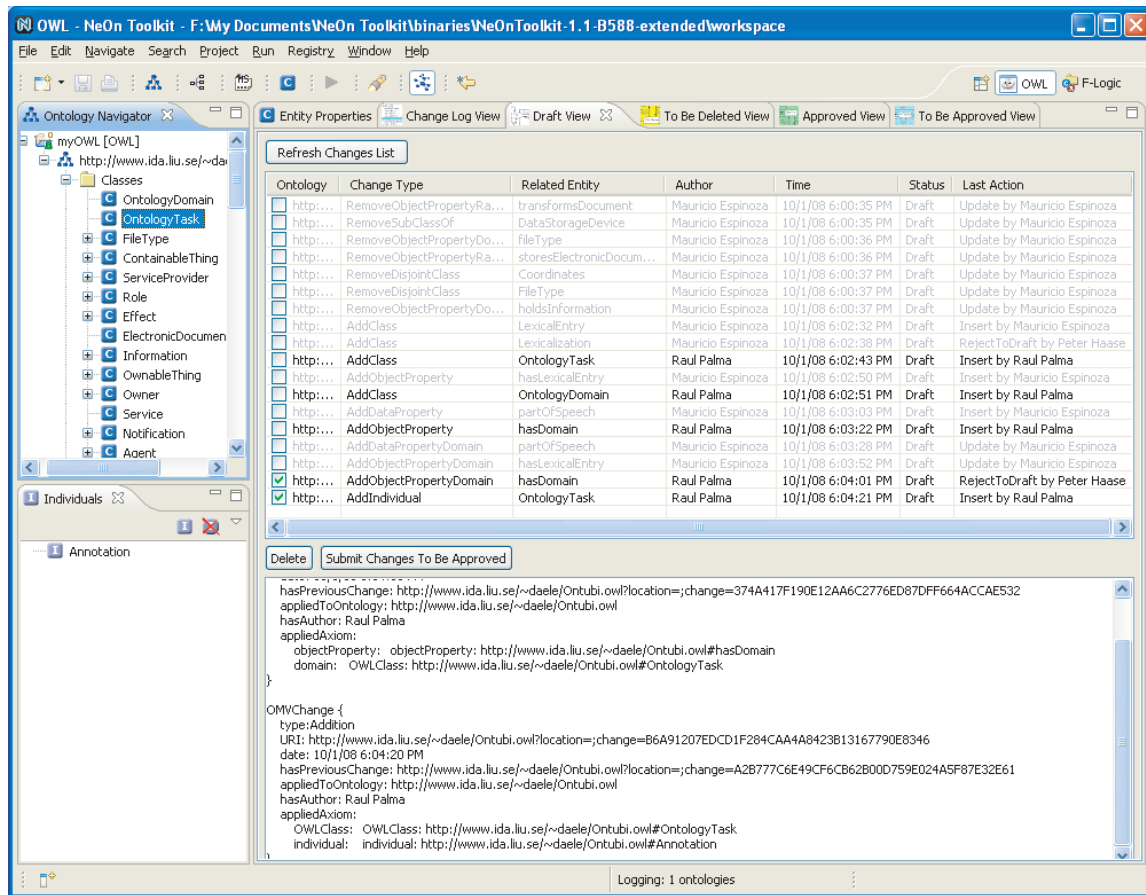 OWL - NeOn Toolkit - F:\My Documents\NeOn Toolkit\binaries\NeOnToolkit-1.1-B588-extended\workspace
File Edit Navigate Search Project Run Registry Window Help
OWL F-Logic
Ontology Navigator
myOWL [OWL]
http://www.ida.liu.se/~dae
Classes
OntologyDomain
OntologyTask
FileType
ContainableThing
ServiceProvider
Role
Effect
ElectronicDocumen
Information
OwnableThing
Owner
Service
Notification
Agent
Individuals
Annotation
Entity Properties Change Log View Draft View To Be Deleted View Approved View To Be Approved View
Refresh Changes List
Ontology Change Type Related Entity Author Time Status Last Action
http:... RemoveObjectPropertyRa... transformsDocument Mauricio Espinoza 10/1/08 6:00:35 PM Draft Update by Mauricio Espinoza
http:... RemoveSubClassOf DataStorageDevice Mauricio Espinoza 10/1/08 6:00:35 PM Draft Update by Mauricio Espinoza
http:... RemoveObjectPropertyDo... fileType Mauricio Espinoza 10/1/08 6:00:36 PM Draft Update by Mauricio Espinoza
http:... RemoveObjectPropertyRa... storesElectronicDocum... Mauricio Espinoza 10/1/08 6:00:36 PM Draft Update by Mauricio Espinoza
http:... RemoveDisjointClass Coordinates Mauricio Espinoza 10/1/08 6:00:37 PM Draft Update by Mauricio Espinoza
http:... RemoveDisjointClass FileType Mauricio Espinoza 10/1/08 6:00:37 PM Draft Update by Mauricio Espinoza
http:... RemoveObjectPropertyDo... holdsInformation Mauricio Espinoza 10/1/08 6:00:37 PM Draft Update by Mauricio Espinoza
http:... AddClass LexicalEntry Mauricio Espinoza 10/1/08 6:02:32 PM Draft Insert by Mauricio Espinoza
http:... AddClass Lexicalization Mauricio Espinoza 10/1/08 6:02:38 PM Draft RejectToDraft by Peter Haase
http:... AddClass OntologyTask Raul Palma 10/1/08 6:02:43 PM Draft Insert by Raul Palma
http:... AddObjectProperty hasLexicalEntry Mauricio Espinoza 10/1/08 6:02:50 PM Draft Insert by Mauricio Espinoza
http:... AddClass OntologyDomain Raul Palma 10/1/08 6:02:51 PM Draft Insert by Raul Palma
http:... AddDataProperty partOfSpeech Mauricio Espinoza 10/1/08 6:03:03 PM Draft Insert by Mauricio Espinoza
http:... AddObjectProperty hasDomain Raul Palma 10/1/08 6:03:22 PM Draft Insert by Raul Palma
http:... AddDataPropertyDomain partOfSpeech Mauricio Espinoza 10/1/08 6:03:28 PM Draft Update by Mauricio Espinoza
http:... AddObjectPropertyDomain hasLexicalEntry Mauricio Espinoza 10/1/08 6:03:52 PM Draft Update by Mauricio Espinoza
http:... AddObjectPropertyDomain hasDomain Raul Palma 10/1/08 6:04:01 PM Draft RejectToDraft by Peter Haase
http:... AddIndividual OntologyTask Raul Palma 10/1/08 6:04:21 PM Draft Insert by Raul Palma
Delete Submit Changes To Be Approved
hasPreviousChange: http://www.ida.liu.se/~daele/Ontubi.owl?location=;change=374A417F190E12AA6C2776ED87DFF664ACCAE532
appliedToOntology: http://www.ida.liu.se/~daele/Ontubi.owl
hasAuthor: Raul Palma
appliedAxiom:
objectProperty: objectProperty: http://www.ida.liu.se/~daele/Ontubi.owl#hasDomain
domain: OWLClass: http://www.ida.liu.se/~daele/Ontubi.owl#OntologyTask
}
OMVChange {
type:Addition
URI: http://www.ida.liu.se/~daele/Ontubi.owl?location=;change=B6A91207EDCD1F284CAA4A8423B13167790E8346
date: 10/1/08 6:04:20 PM
hasPreviousChange: http://www.ida.liu.se/~daele/Ontubi.owl?location=;change=A2B777C6E49CF6CB62B00D759E024A5F87E32E61
appliedToOntology: http://www.ida.liu.se/~daele/Ontubi.owl
hasAuthor: Raul Palma
appliedAxiom:
OWLClass: OWLClass: http://www.ida.liu.se/~daele/Ontubi.owl#OntologyTask
individual: individual: http://www.ida.liu.se/~daele/Ontubi.owl#Annotation
Logging: 1 ontologies